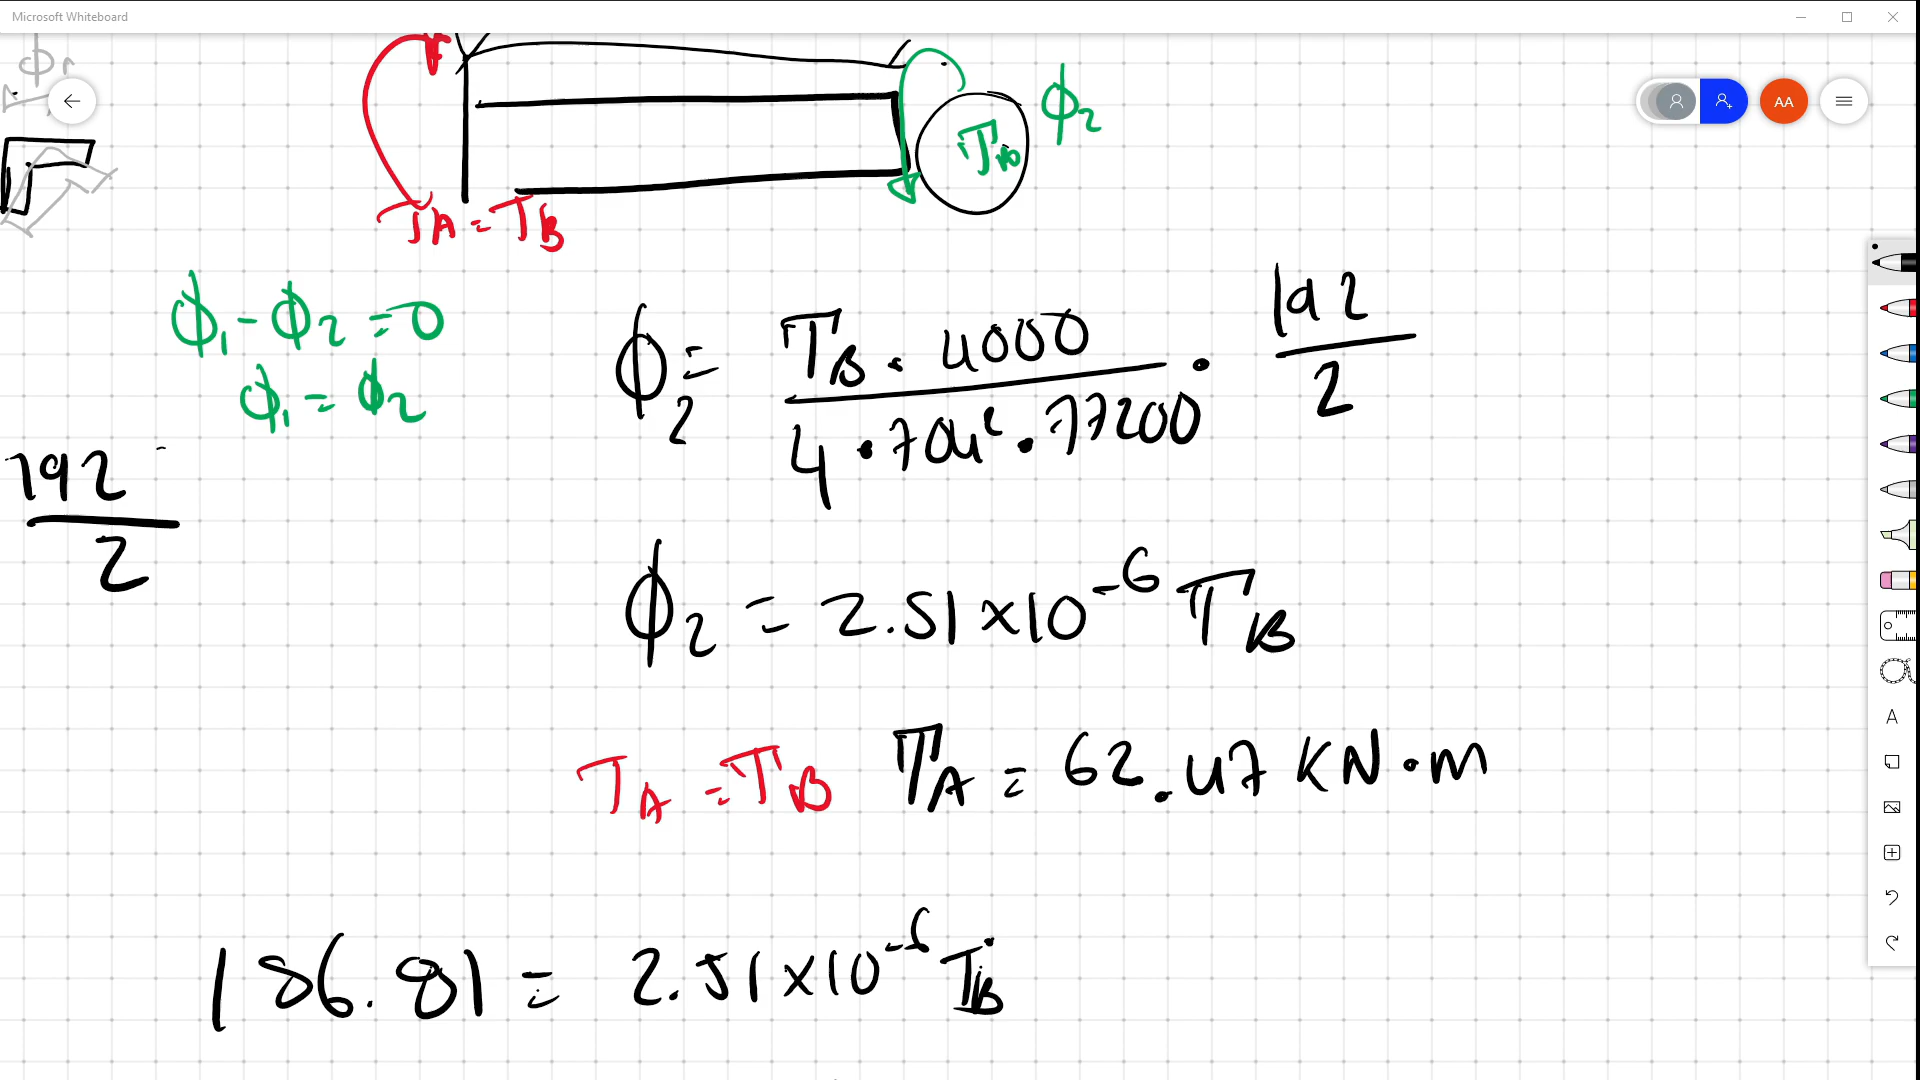 Microsoft Whiteboard
ϕ1
AA
TB
ϕ2
TA = TB
ϕ1 - ϕ2 = 0
ϕ1 = ϕ2
192
2
ϕ2 = TB · 4000 / 4 · 704² · 77200 · 192 / 2
ϕ2 = 2.51 x 10^-6 TB
TA = TB
TA = 62.47 KN·m
186.81 = 2.51 x 10^-6 TB
A